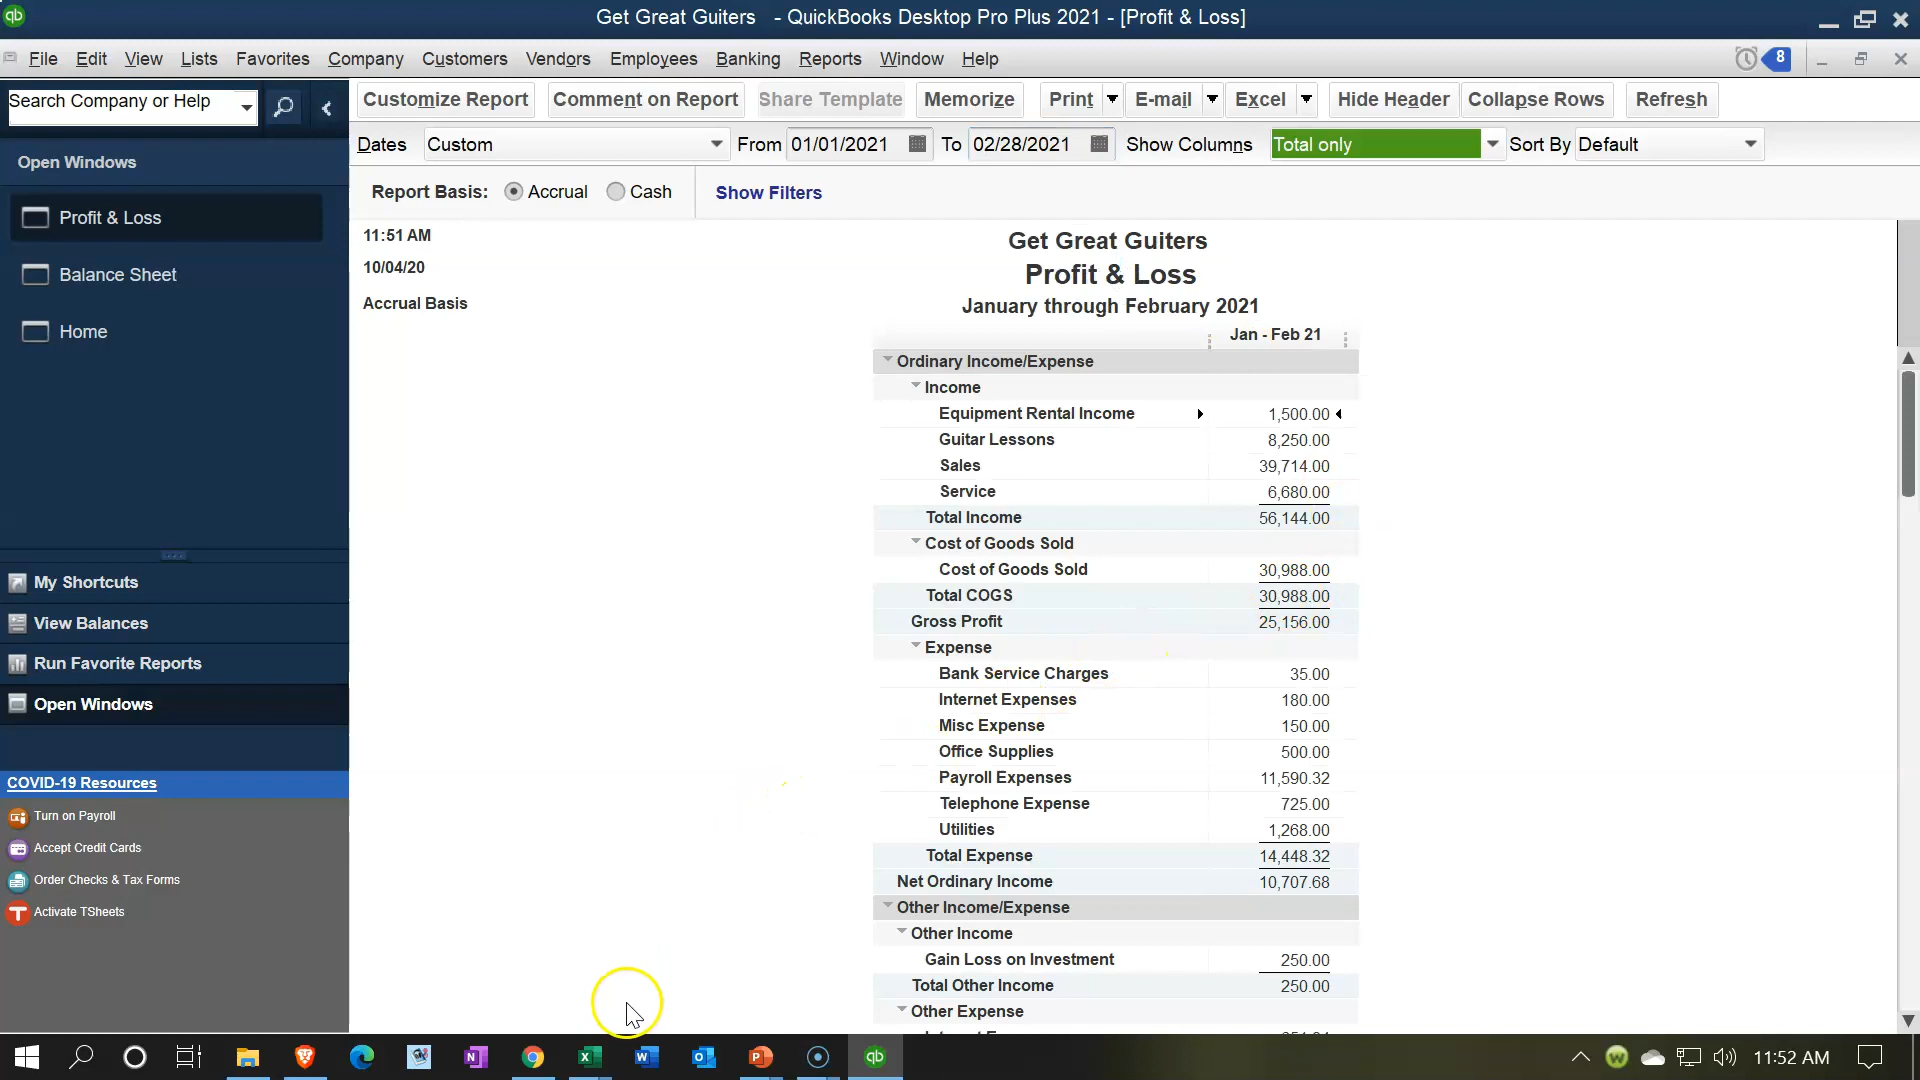 Get Great Guiters - QuickBooks Desktop Pro Plus 2021 - [Profit & Loss]
File Edit View Lists Favorites Company Customers Vendors Employees Banking Reports Window Help 8
Search Company or Help
Customize Report Comment on Report Share Template Memorize Print E-mail Excel Hide Header Collapse Rows Refresh
Dates Custom From 01/01/2021 To 02/28/2021 Show Columns Total only Sort By Default
Report Basis: Accrual Cash Show Filters
Open Windows
Profit & Loss
Balance Sheet
Home
My Shortcuts
View Balances
Run Favorite Reports
Open Windows
COVID-19 Resources
Turn on Payroll
Accept Credit Cards
Order Checks & Tax Forms
Activate TSheets
11:51 AM
10/04/20
Accrual Basis
Get Great Guiters
Profit & Loss
January through February 2021
Jan - Feb 21
Ordinary Income/Expense
Income
Equipment Rental Income 1,500.00
Guitar Lessons 8,250.00
Sales 39,714.00
Service 6,680.00
Total Income 56,144.00
Cost of Goods Sold
Cost of Goods Sold 30,988.00
Total COGS 30,988.00
Gross Profit 25,156.00
Expense
Bank Service Charges 35.00
Internet Expenses 180.00
Misc Expense 150.00
Office Supplies 500.00
Payroll Expenses 11,590.32
Telephone Expense 725.00
Utilities 1,268.00
Total Expense 14,448.32
Net Ordinary Income 10,707.68
Other Income/Expense
Other Income
Gain Loss on Investment 250.00
Total Other Income 250.00
Other Expense
11:52 AM